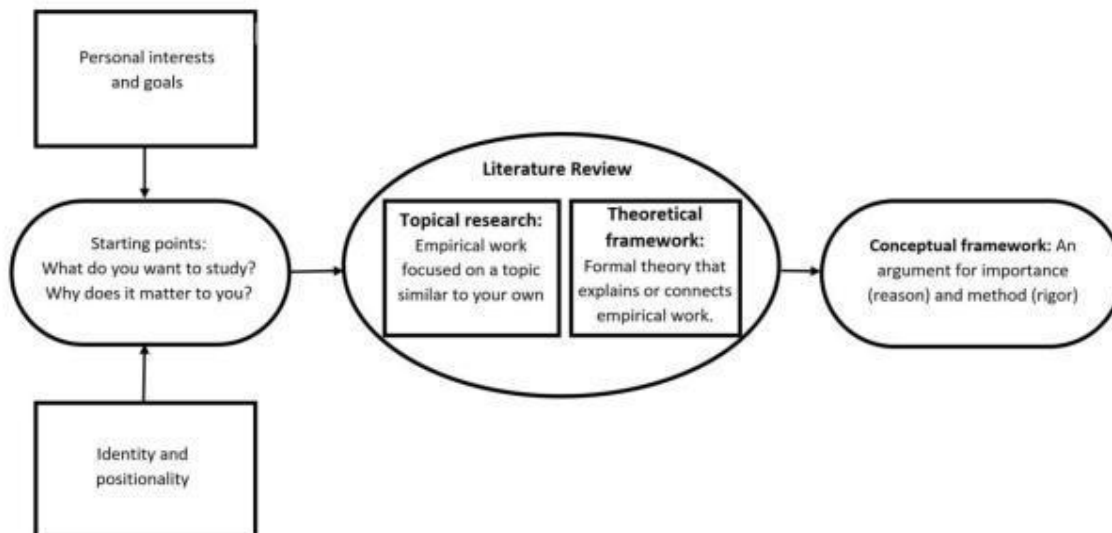 Personal interests
and goals
Starting points:
What do you want to study?
Why does it matter to you?
Identity and
positionality
Literature Review
Topical research:
Empirical work
focused on a topic
similar to your own
Theoretical
framework:
Formal theory that
explains or connects
empirical work.
Conceptual framework: An
argument for importance
(reason) and method (rigor)